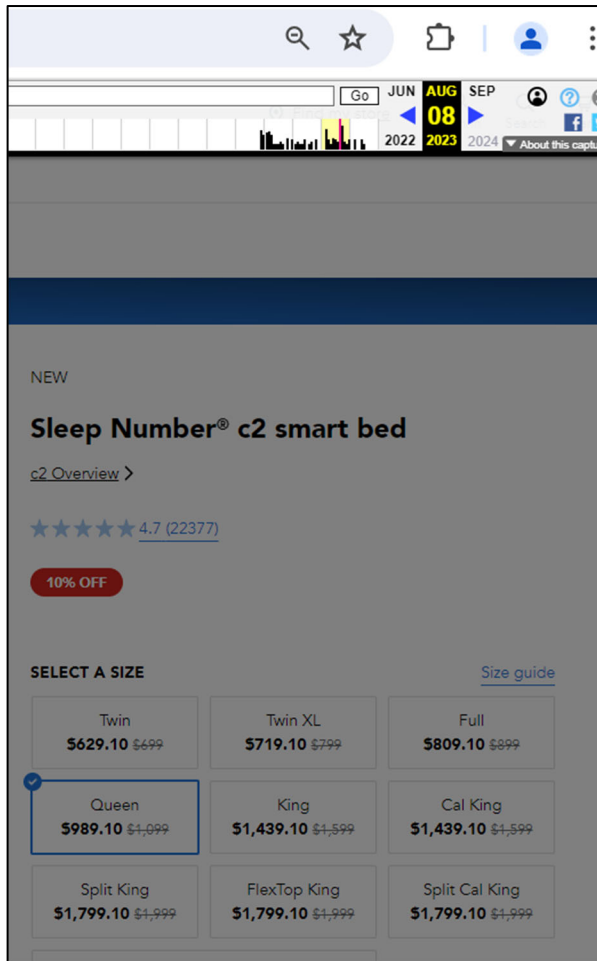 Go JUN AUG SEP
08
2022 2023 2024 About this captu
NEW
Sleep Number® c2 smart bed
c2 Overview >
4.7 (22377)
10% OFF
SELECT A SIZE Size guide
Twin Twin XL Full
$629.10 $699 $719.10 $799 $809.10 $899
Queen King Cal King
$989.10 $1,099 $1,439.10 $1,599 $1,439.10 $1,599
Split King FlexTop King Split Cal King
$1,799.10 $1,999 $1,799.10 $1,999 $1,799.10 $1,999